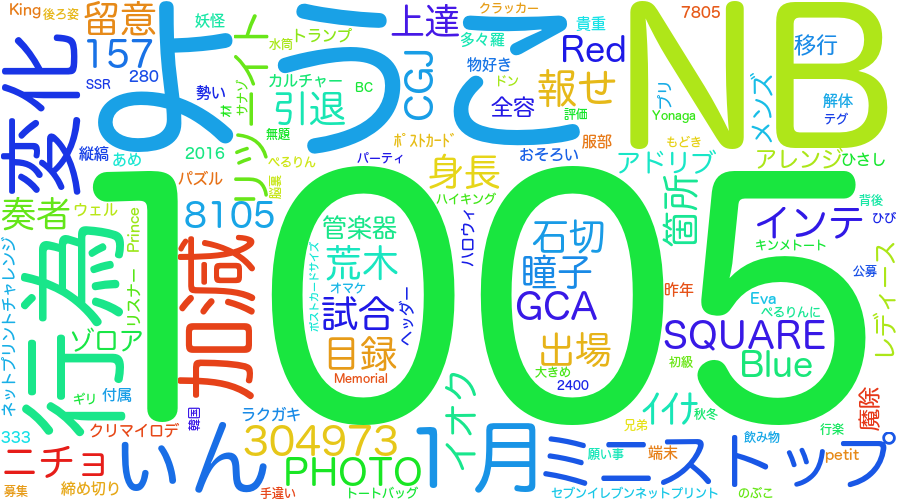 King
後ろ姿
留意
157
280
SSR
変化
縦縞
あめ
ようこ
妖怪
勢い
2016
ツイート
リツイート
水筒
トランプ
カルチャー
林
サナゾ
引退
無題
BC
ぺるりん
脳裏
パーティ
上達
CGJ
クラッカー
多々羅
貴重
物好き
ドン
Red
全容
報せ
評価
おそろい
服部
ポストカード
身長
ハイキング
NB
7805
プリ
Yonaga
もどき
メンズ
移行
解体
テグ
アドリブ
アレンジ
ひさし
奏者
ウェル
パズル
8105
1005
行為
ネットプリントチャレンジ
ゾロア
リスナー
Prince
加減
ギリ
付属
管楽器
荒木
オマケ
ポストカードサイズ
試合
ヘッダー
目録
Memorial
ハロウィ
石切
瞳子
GCA
出場
大きめ
2400
箇所
インテ
背後
ひび
キンメトート
公募
昨年
Eva
ぺるりんに
SQUARE
レディース
初級
Blue
333
クリマイロデ
韓国
ラクガキ
304973
イオク
イイナ
秋冬
兄弟
魔除
行楽
ニチョ
いん
PHOTO
1月
ミニストップ
願い事
端末
飲み物
petit
募集
締め切り
手違い
トートバッグ
セブンイレブンネットプリント
のぶこ